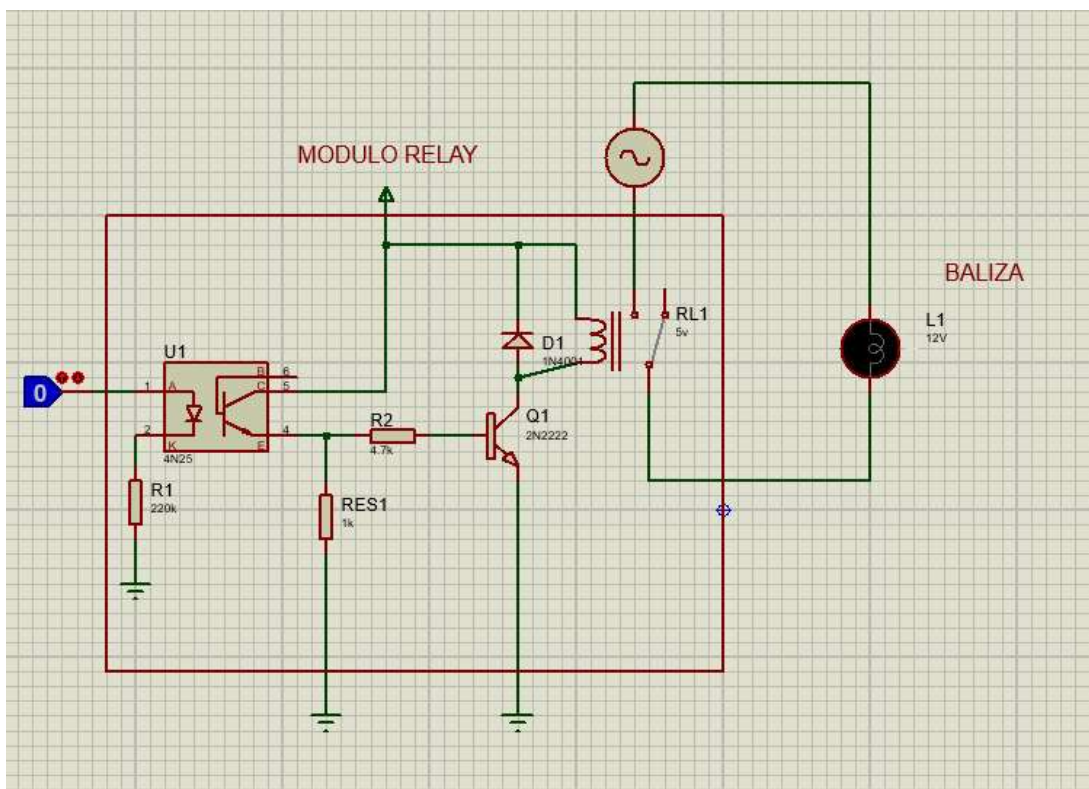 MODULO RELAY
BALIZA
RL1
5v
L1
12V
D1
1N4001
U1
0
1
A
B
6
C
5
2
K
E
4
4N25
R2
4.7k
Q1
2N2222
R1
220k
RES1
1k